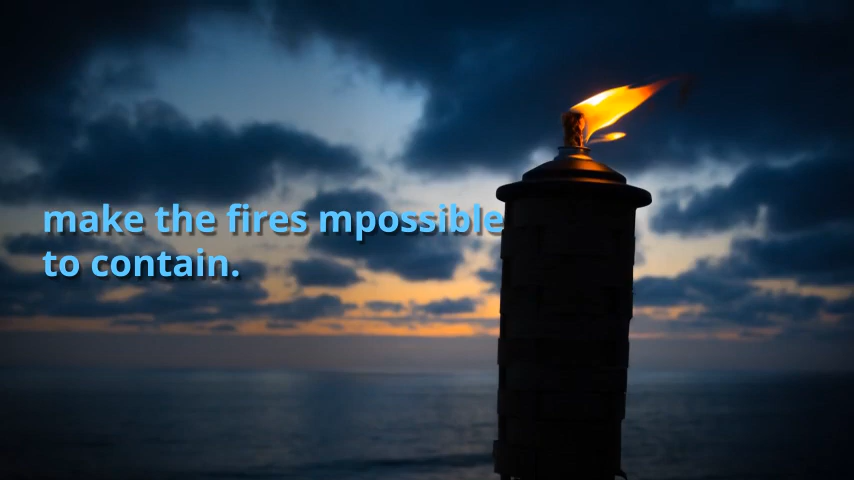 make the fires mpossible
to contain.